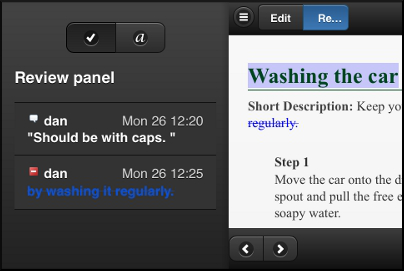 a
Edit Re...
Review panel
dan Mon 26 12:20
"Should be with caps. "
dan Mon 26 12:25
by washing it regularly.
Washing the car
Short Description: Keep yo
regularly.
Step 1
Move the car onto the d
spout and pull the free e
soapy water.